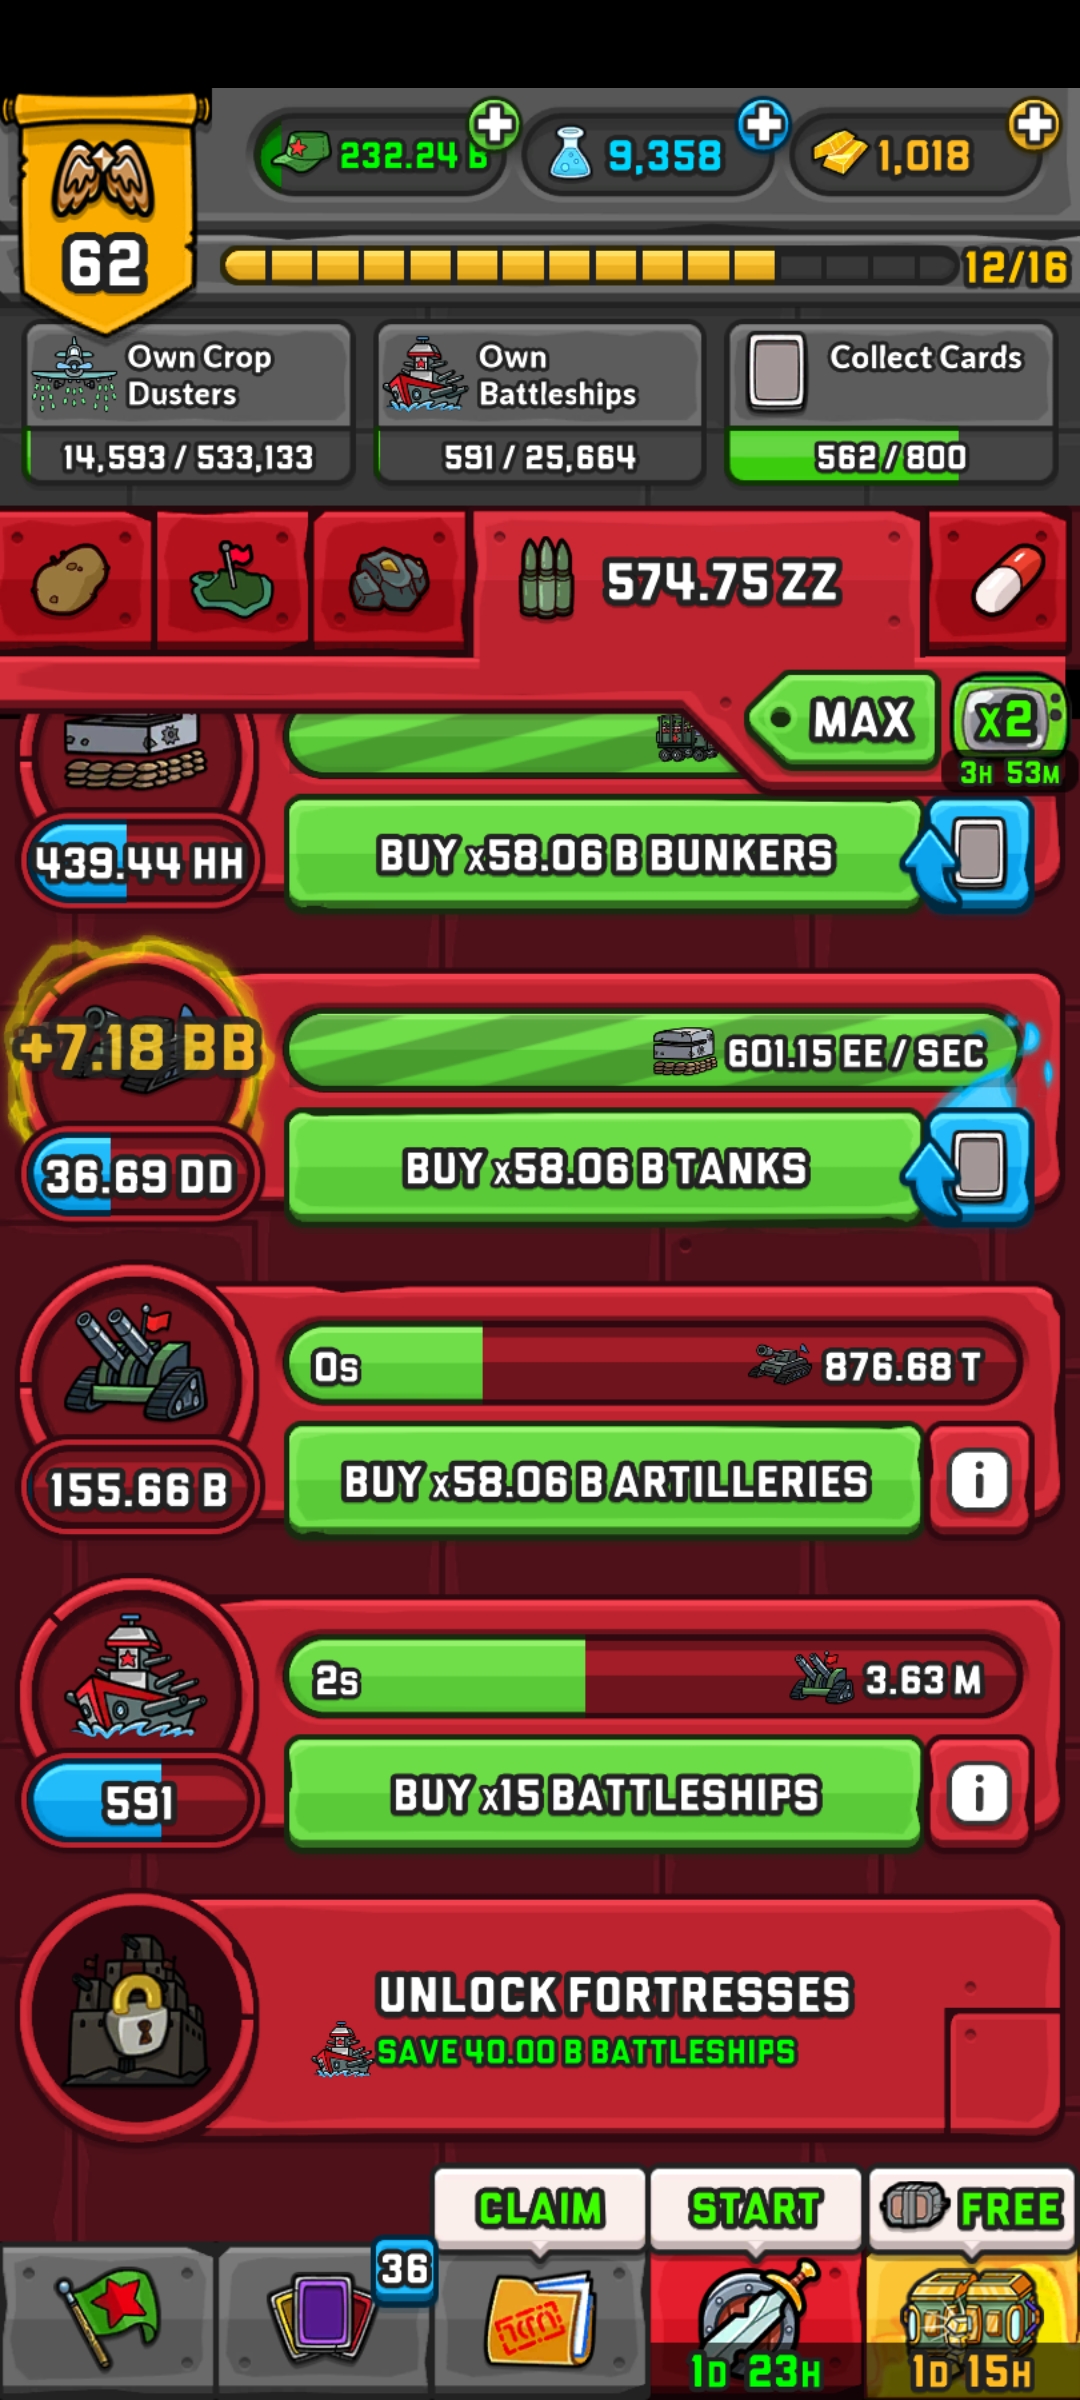 232.24 B
9,358
1,018
62
12/16
Own Crop
Dusters
14,593 / 533,133
Own
Battleships
591 / 25,664
Collect Cards
562 / 800
574.75 ZZ
MAX
x2
3H 53M
439.44 HH
BUY x58.06 B BUNKERS
+7.18 BB
601.15 EE / SEC
36.69 DD
BUY x58.06 B TANKS
0s
876.68 T
155.66 B
BUY x58.06 B ARTILLERIES
i
2s
3.63 M
591
BUY x15 BATTLESHIPS
i
UNLOCK FORTRESSES
SAVE 40.00 B BATTLESHIPS
CLAIM
START
FREE
36
1D 23H
1D 15H